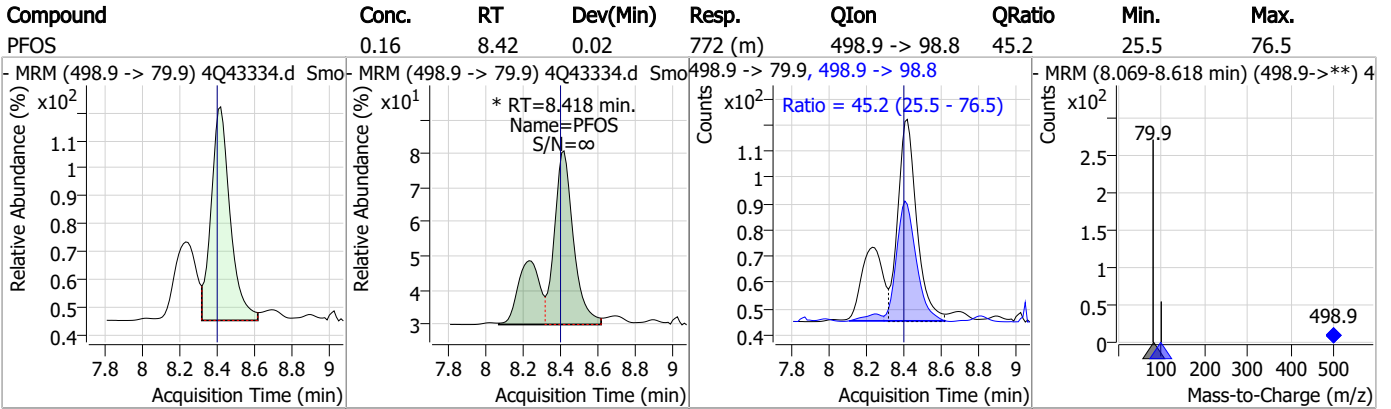 Compound Conc. RT Dev(Min) Resp. QIon QRatio Min. Max.
PFOS 0.16 8.42 0.02 772 (m) 498.9 -> 98.8 45.2 25.5 76.5
- MRM (498.9 -> 79.9) 4Q43334.d Smo
x10²
Relative Abundance (%)
1.1
1
0.9
0.8
0.7
0.6
0.5
0.4
7.8 8 8.2 8.4 8.6 8.8 9
Acquisition Time (min)
- MRM (498.9 -> 79.9) 4Q43334.d Smo
x10¹
* RT=8.418 min.
Name=PFOS
S/N=∞
Relative Abundance (%)
8
7
6
5
4
3
7.8 8 8.2 8.4 8.6 8.8 9
Acquisition Time (min)
498.9 -> 79.9, 498.9 -> 98.8
x10²
Ratio = 45.2 (25.5 - 76.5)
Counts
1.1
1
0.9
0.8
0.7
0.6
0.5
0.4
7.8 8 8.2 8.4 8.6 8.8 9
Acquisition Time (min)
- MRM (8.069-8.618 min) (498.9->**) 4
x10²
Counts
79.9
2.5
2
1.5
1
0.5
0
498.9
100 200 300 400 500
Mass-to-Charge (m/z)